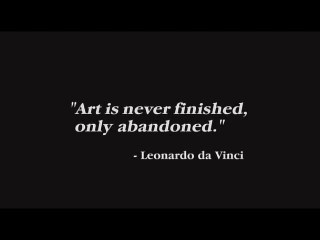 "Art is never finished,
only abandoned."
- Leonardo da Vinci